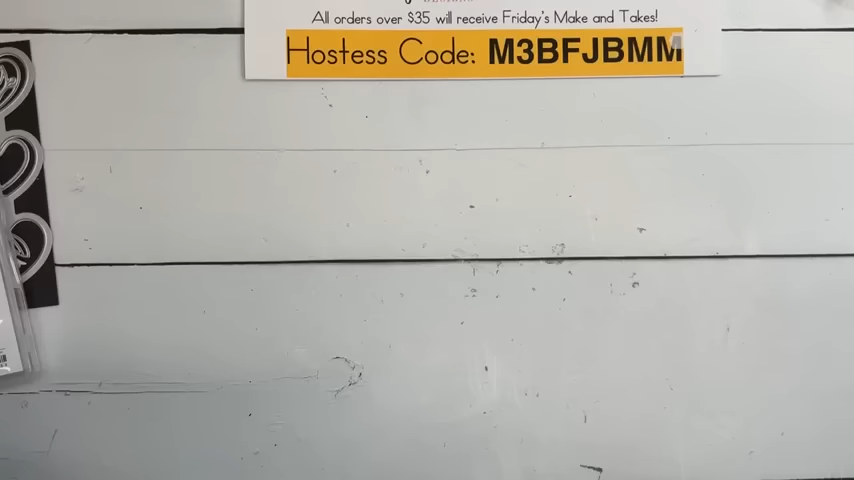 All orders over $35 will receive Friday's Make and Takes!
Hostess Code: M3BFJBMM